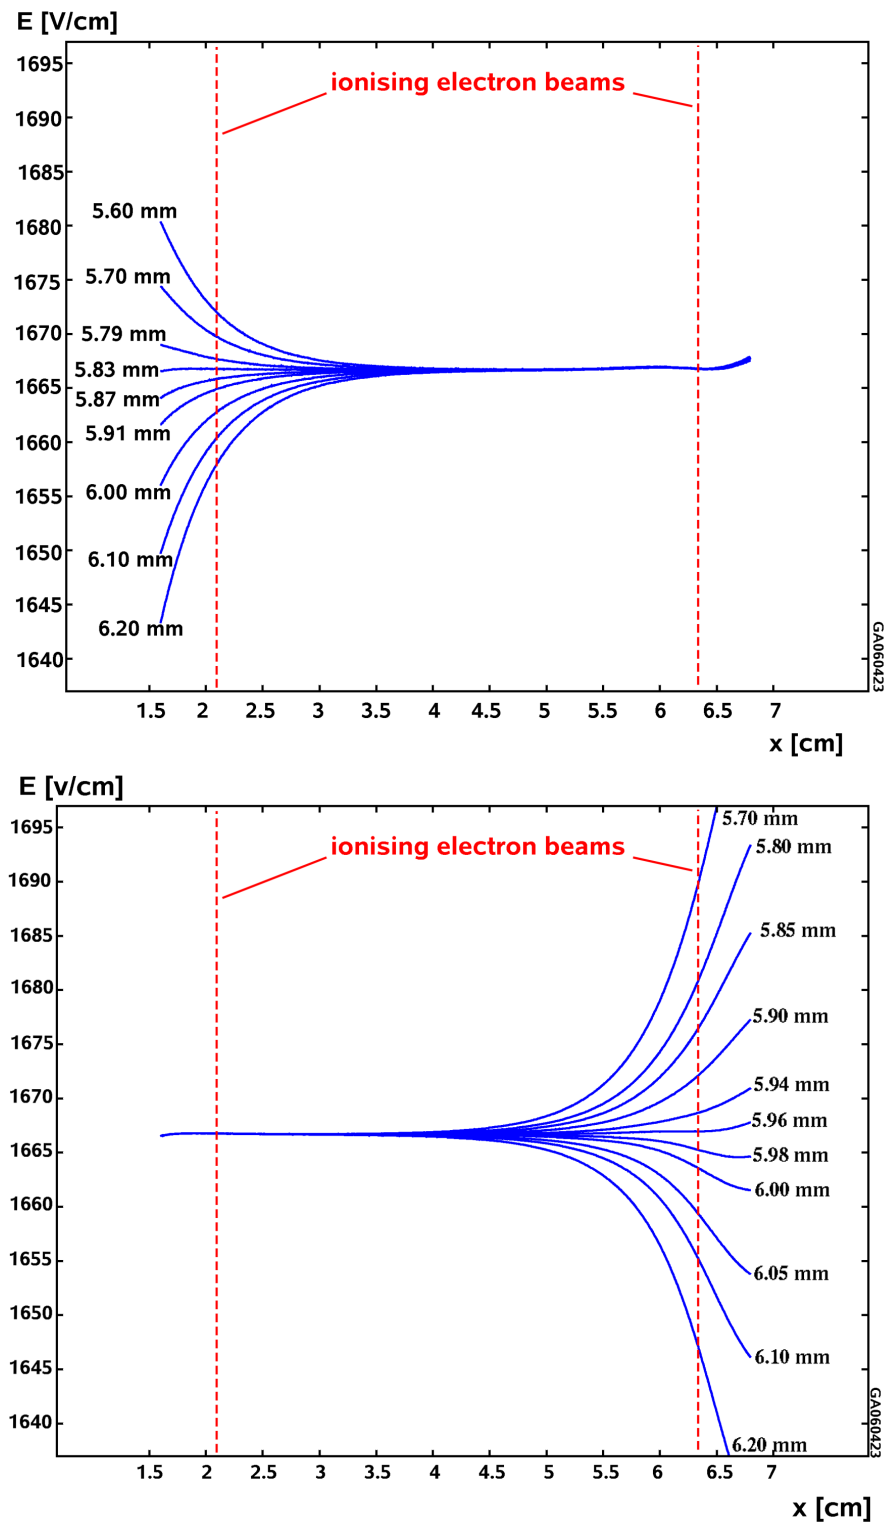 E [V/cm]
ionising electron beams
1695
1690
1685
1680
1675
1670
1665
1660
1655
1650
1645
1640
5.60 mm
5.70 mm
5.79 mm
5.83 mm
5.87 mm
5.91 mm
6.00 mm
6.10 mm
6.20 mm
GA060423
1.5 2 2.5 3 3.5 4 4.5 5 5.5 6 6.5 7
x [cm]
E [v/cm]
ionising electron beams
1695
1690
1685
1680
1675
1670
1665
1660
1655
1650
1645
1640
5.70 mm
5.80 mm
5.85 mm
5.90 mm
5.94 mm
5.96 mm
5.98 mm
6.00 mm
6.05 mm
6.10 mm
6.20 mm
GA060423
1.5 2 2.5 3 3.5 4 4.5 5 5.5 6 6.5 7
x [cm]